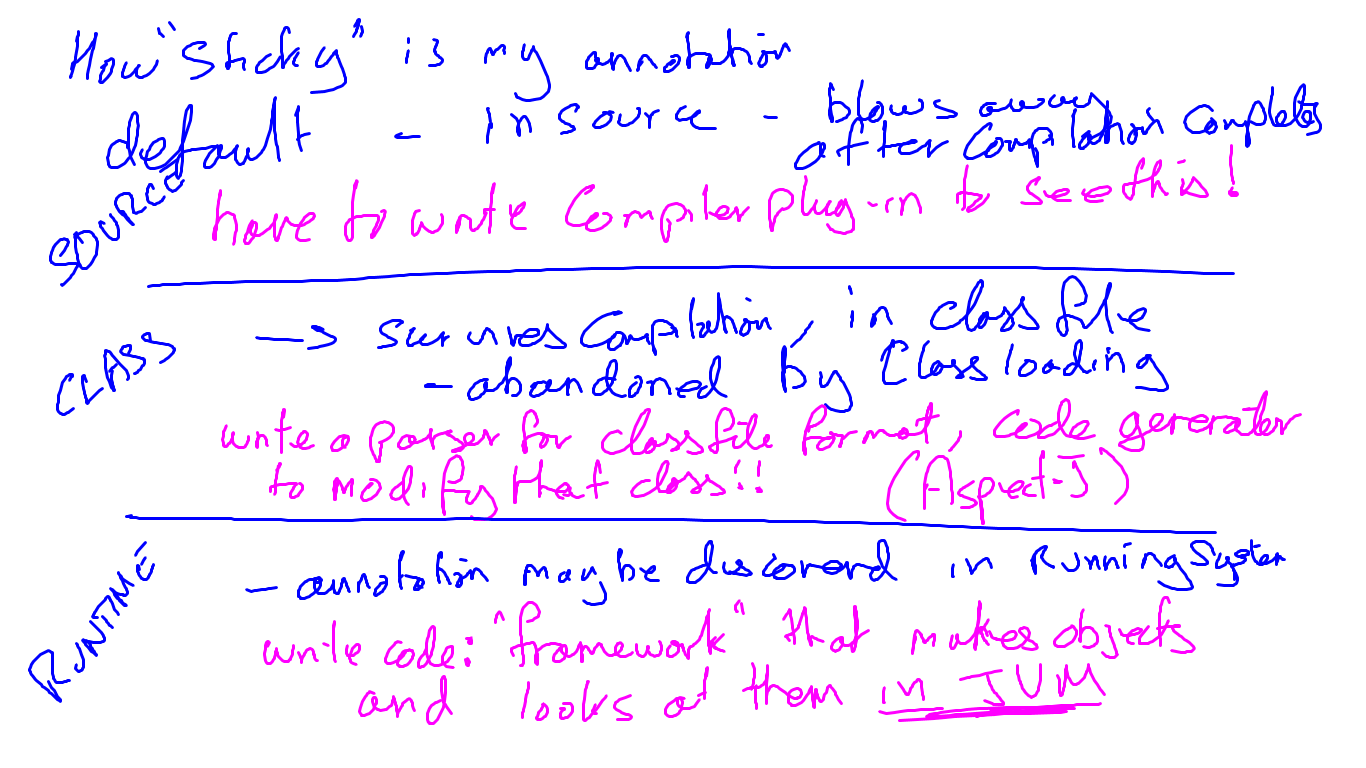 How "Sticky" is my annotation
default - in source - blows away
after compilation completes
SOURCE
have to write Compiler plug-in to see this!
CLASS
→ survives Compilation, in class file
- abandoned by Class loading
write a parser for classfile format, code generator
to modify that class!! (Aspect-J)
RUNTIME
- annotation may be discovered in Running System
write code: "framework" that makes objects
and looks at them in JVM